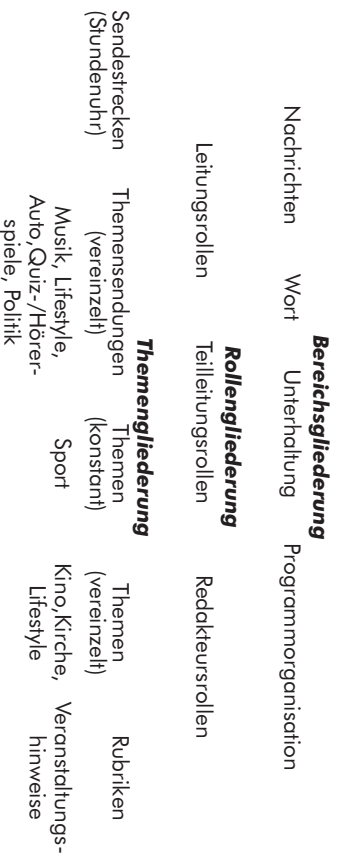 Bereichsgliederung
Nachrichten Wort Unterhaltung Programmorganisation
Rollengliederung
Leitungsrollen Teilleitungsrollen Redakteursrollen
Themengliederung
Sendestrecken Themensendungen Themen Themen Rubriken
(Stundenuhr) (vereinzelt) (konstant) (vereinzelt)
Musik, Lifestyle, Sport Kino,Kirche, Veranstaltungs-
Auto,Quiz-/Hörer- Lifestyle hinweise
spiele, Politik